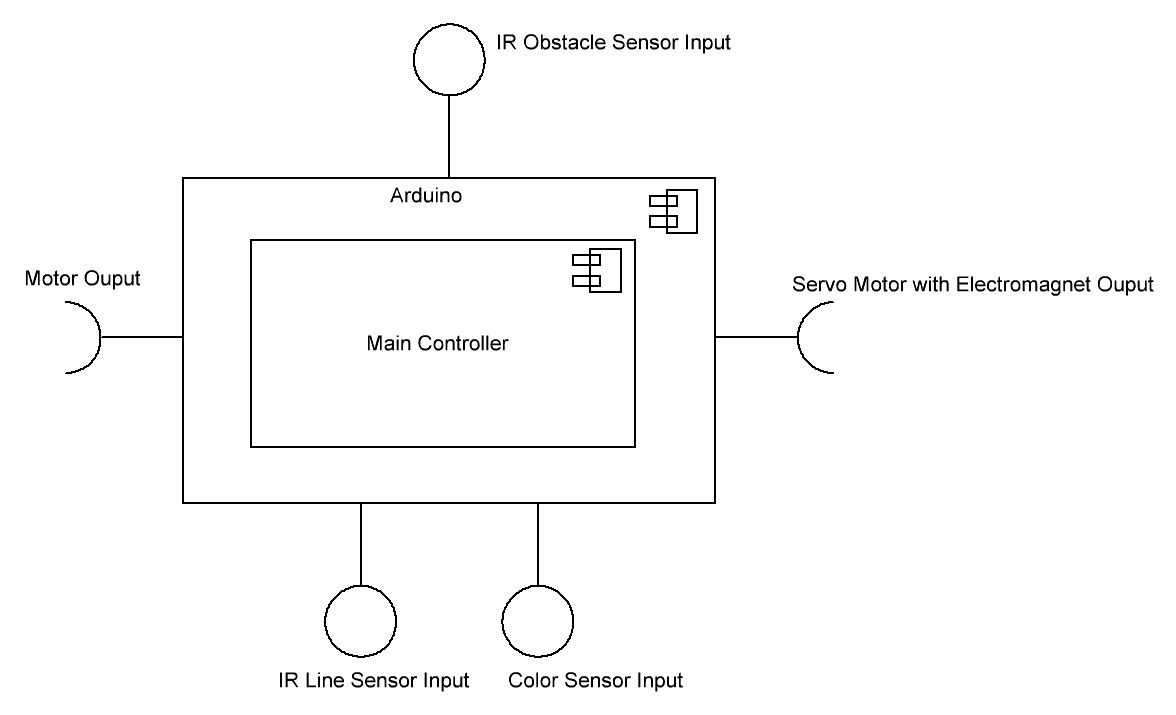 IR Obstacle Sensor Input
Arduino
Motor Ouput
Servo Motor with Electromagnet Ouput
Main Controller
IR Line Sensor Input
Color Sensor Input